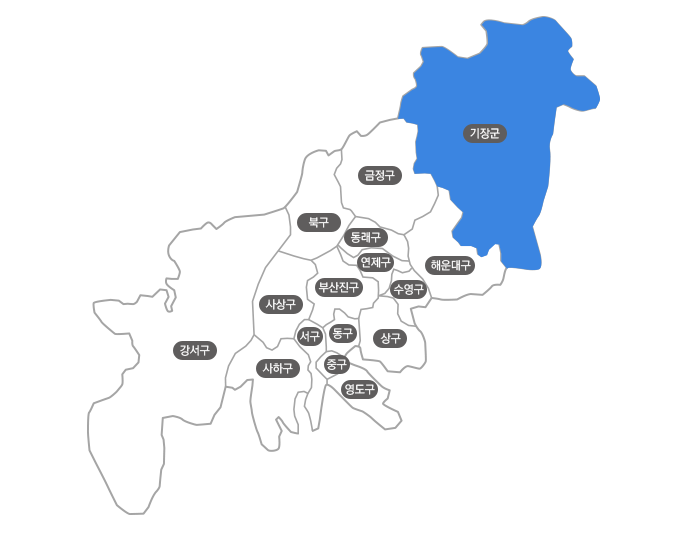 기장군
금정구
북구
동래구
연제구
해운대구
부산진구
수영구
사상구
서구
동구
상구
강서구
사하구
중구
영도구